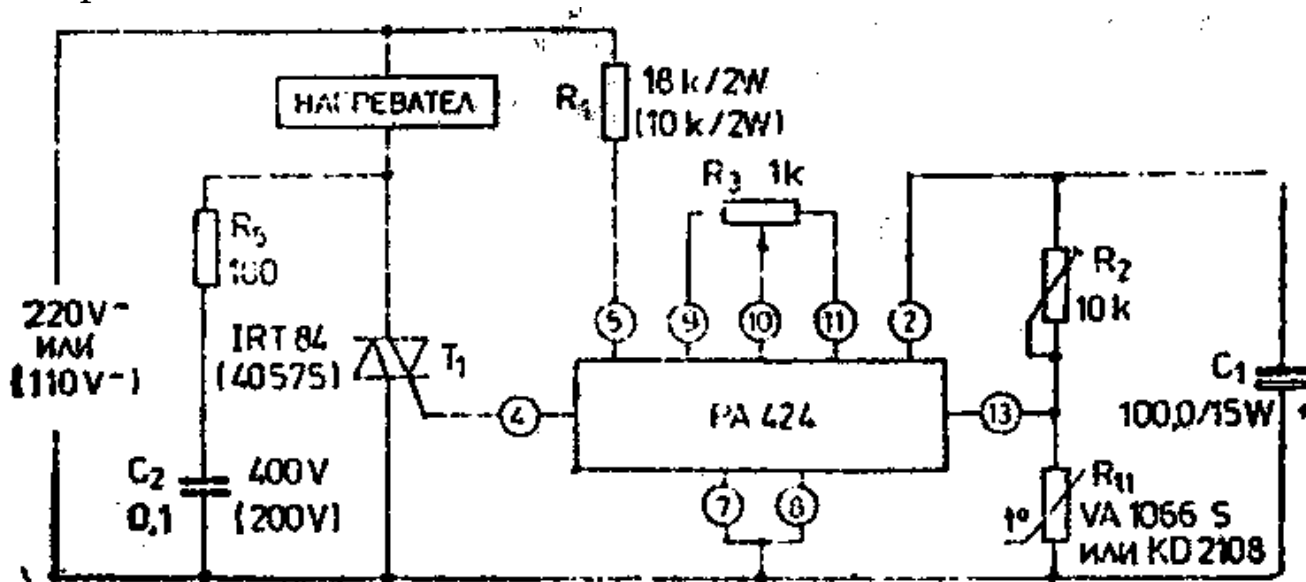 НАГРЕВАТЕЛ
R₁
18 k/2W
(10 k/2W)
R₃ 1k
R₅
100
220V~
ИЛИ
(110V~)
IRT 84
(40575)
T₁
5
9
10
11
2
R₂
10k
4
PA 424
13
C₁
100,0/15W
+
C₂
0,1
400V
(200V)
7
8
R₁₁
t°
VA 1066 S
ИЛИ KD 2108